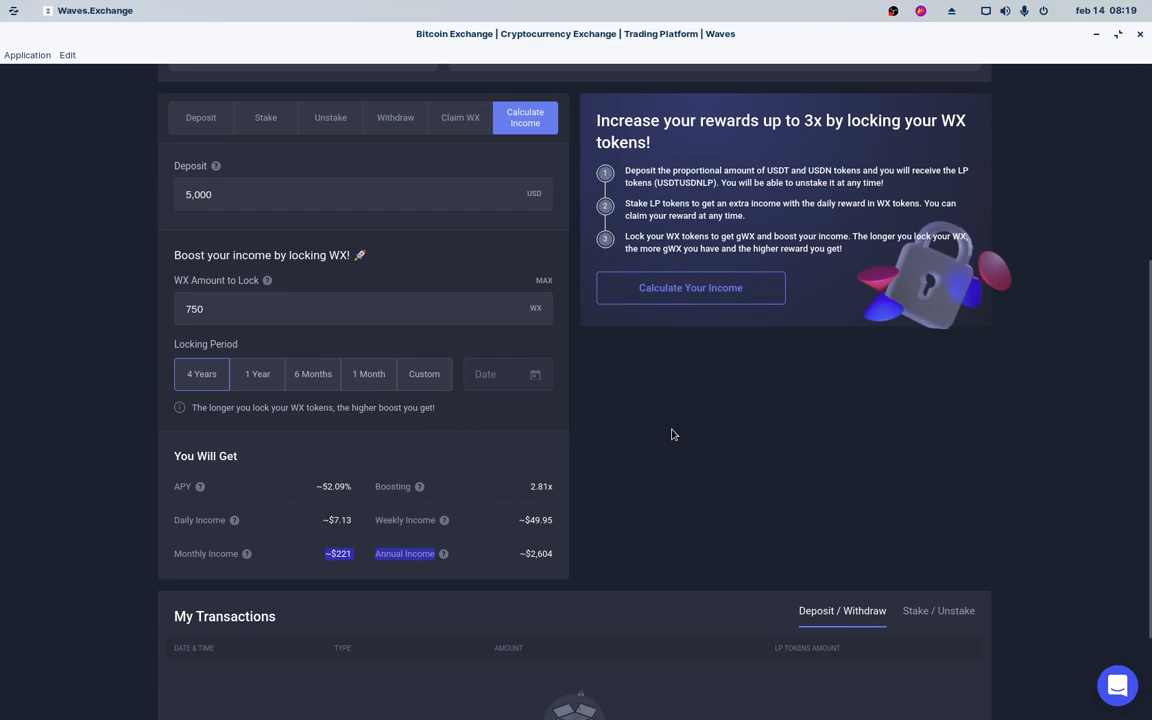 Waves.Exchange
feb 14 08:19
Bitcoin Exchange | Cryptocurrency Exchange | Trading Platform | Waves
Application Edit
Deposit Stake Unstake Withdraw Claim WX Calculate
Income
Deposit
5,000 USD
Boost your income by locking WX! 🚀
WX Amount to Lock MAX
750 WX
Locking Period
4 Years 1 Year 6 Months 1 Month Custom Date
The longer you lock your WX tokens, the higher boost you get!
You Will Get
APY ~52.09% Boosting 2.81x
Daily Income ~$7.13 Weekly Income ~$49.95
Monthly Income ~$221 Annual Income ~$2,604
Increase your rewards up to 3x by locking your WX
tokens!
1 Deposit the proportional amount of USDT and USDN tokens and you will receive the LP
tokens (USDTUSDNLP). You will be able to unstake it at any time!
2 Stake LP tokens to get an extra income with the daily reward in WX tokens. You can
claim your reward at any time.
3 Lock your WX tokens to get gWX and boost your income. The longer you lock your WX,
the more gWX you have and the higher reward you get!
Calculate Your Income
My Transactions Deposit / Withdraw Stake / Unstake
DATE & TIME TYPE AMOUNT LP TOKENS AMOUNT